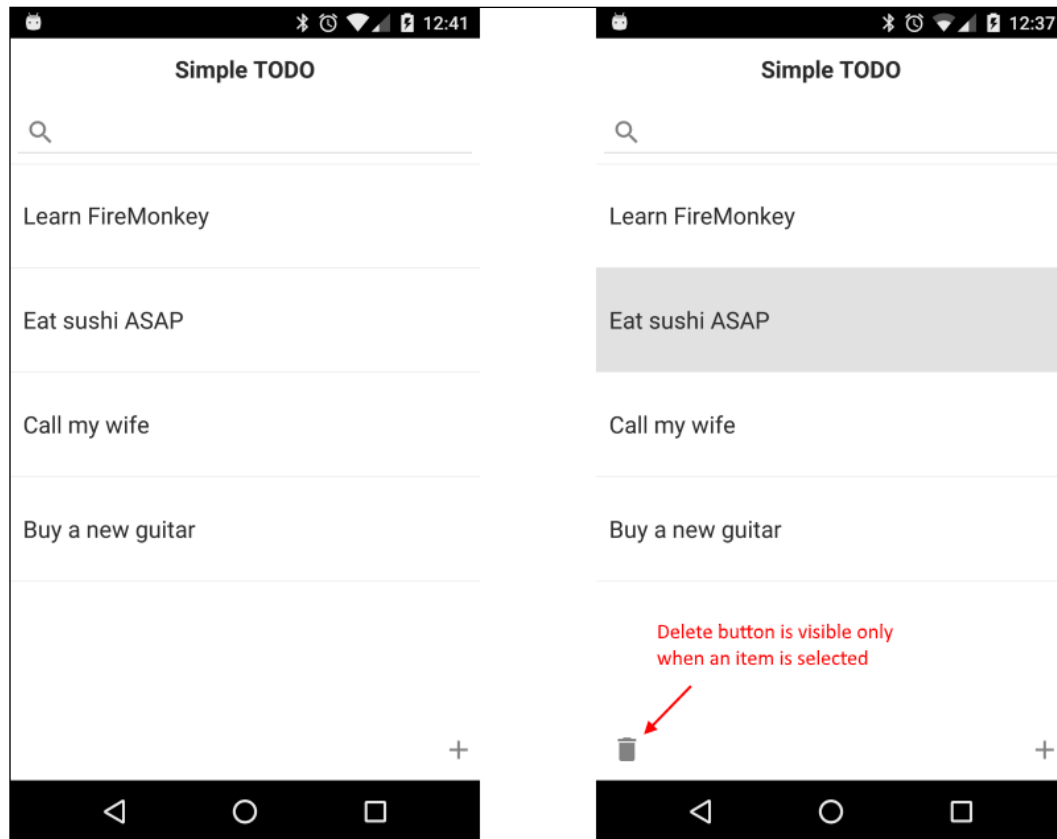 12:41
Simple TODO
Learn FireMonkey
Eat sushi ASAP
Call my wife
Buy a new guitar
12:37
Simple TODO
Learn FireMonkey
Eat sushi ASAP
Call my wife
Buy a new guitar
Delete button is visible only
when an item is selected